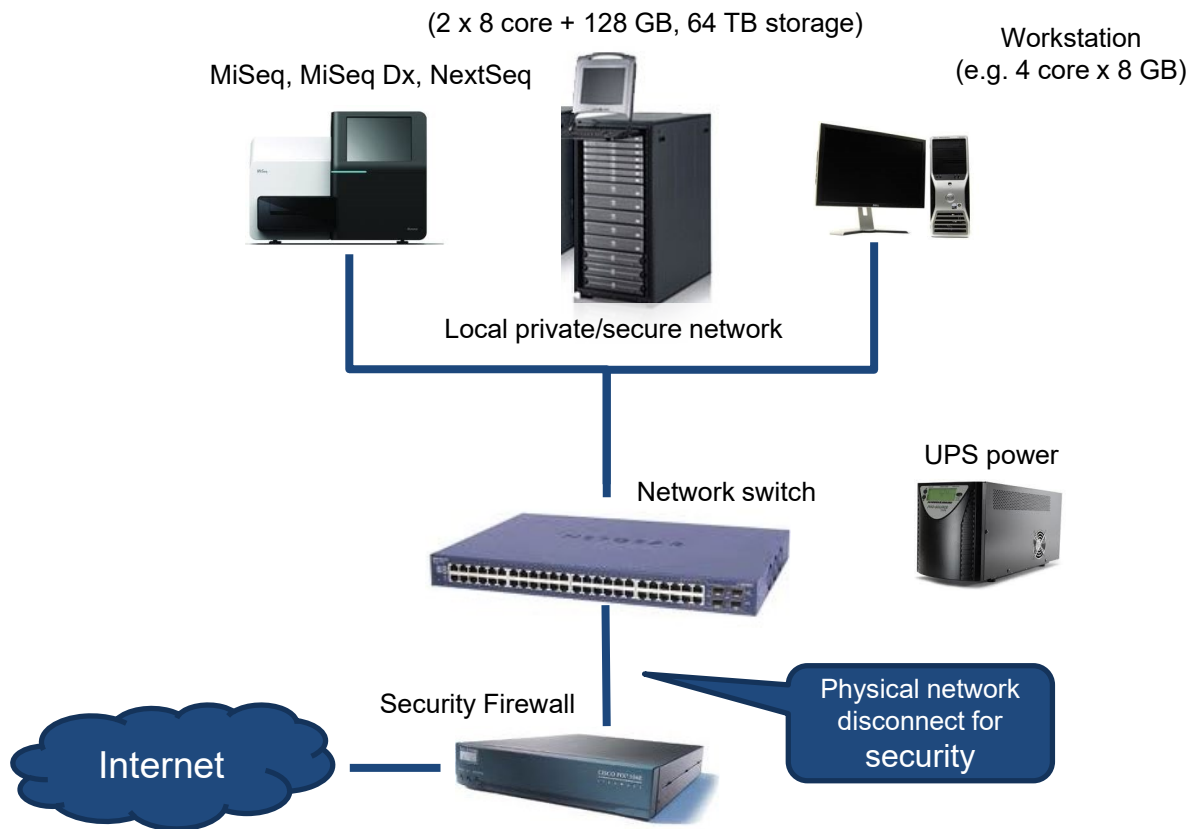 (2 x 8 core + 128 GB, 64 TB storage)
Workstation
(e.g. 4 core x 8 GB)
MiSeq, MiSeq Dx, NextSeq
Local private/secure network
UPS power
Network switch
NETGEAR
Physical network
disconnect for
security
Security Firewall
Internet